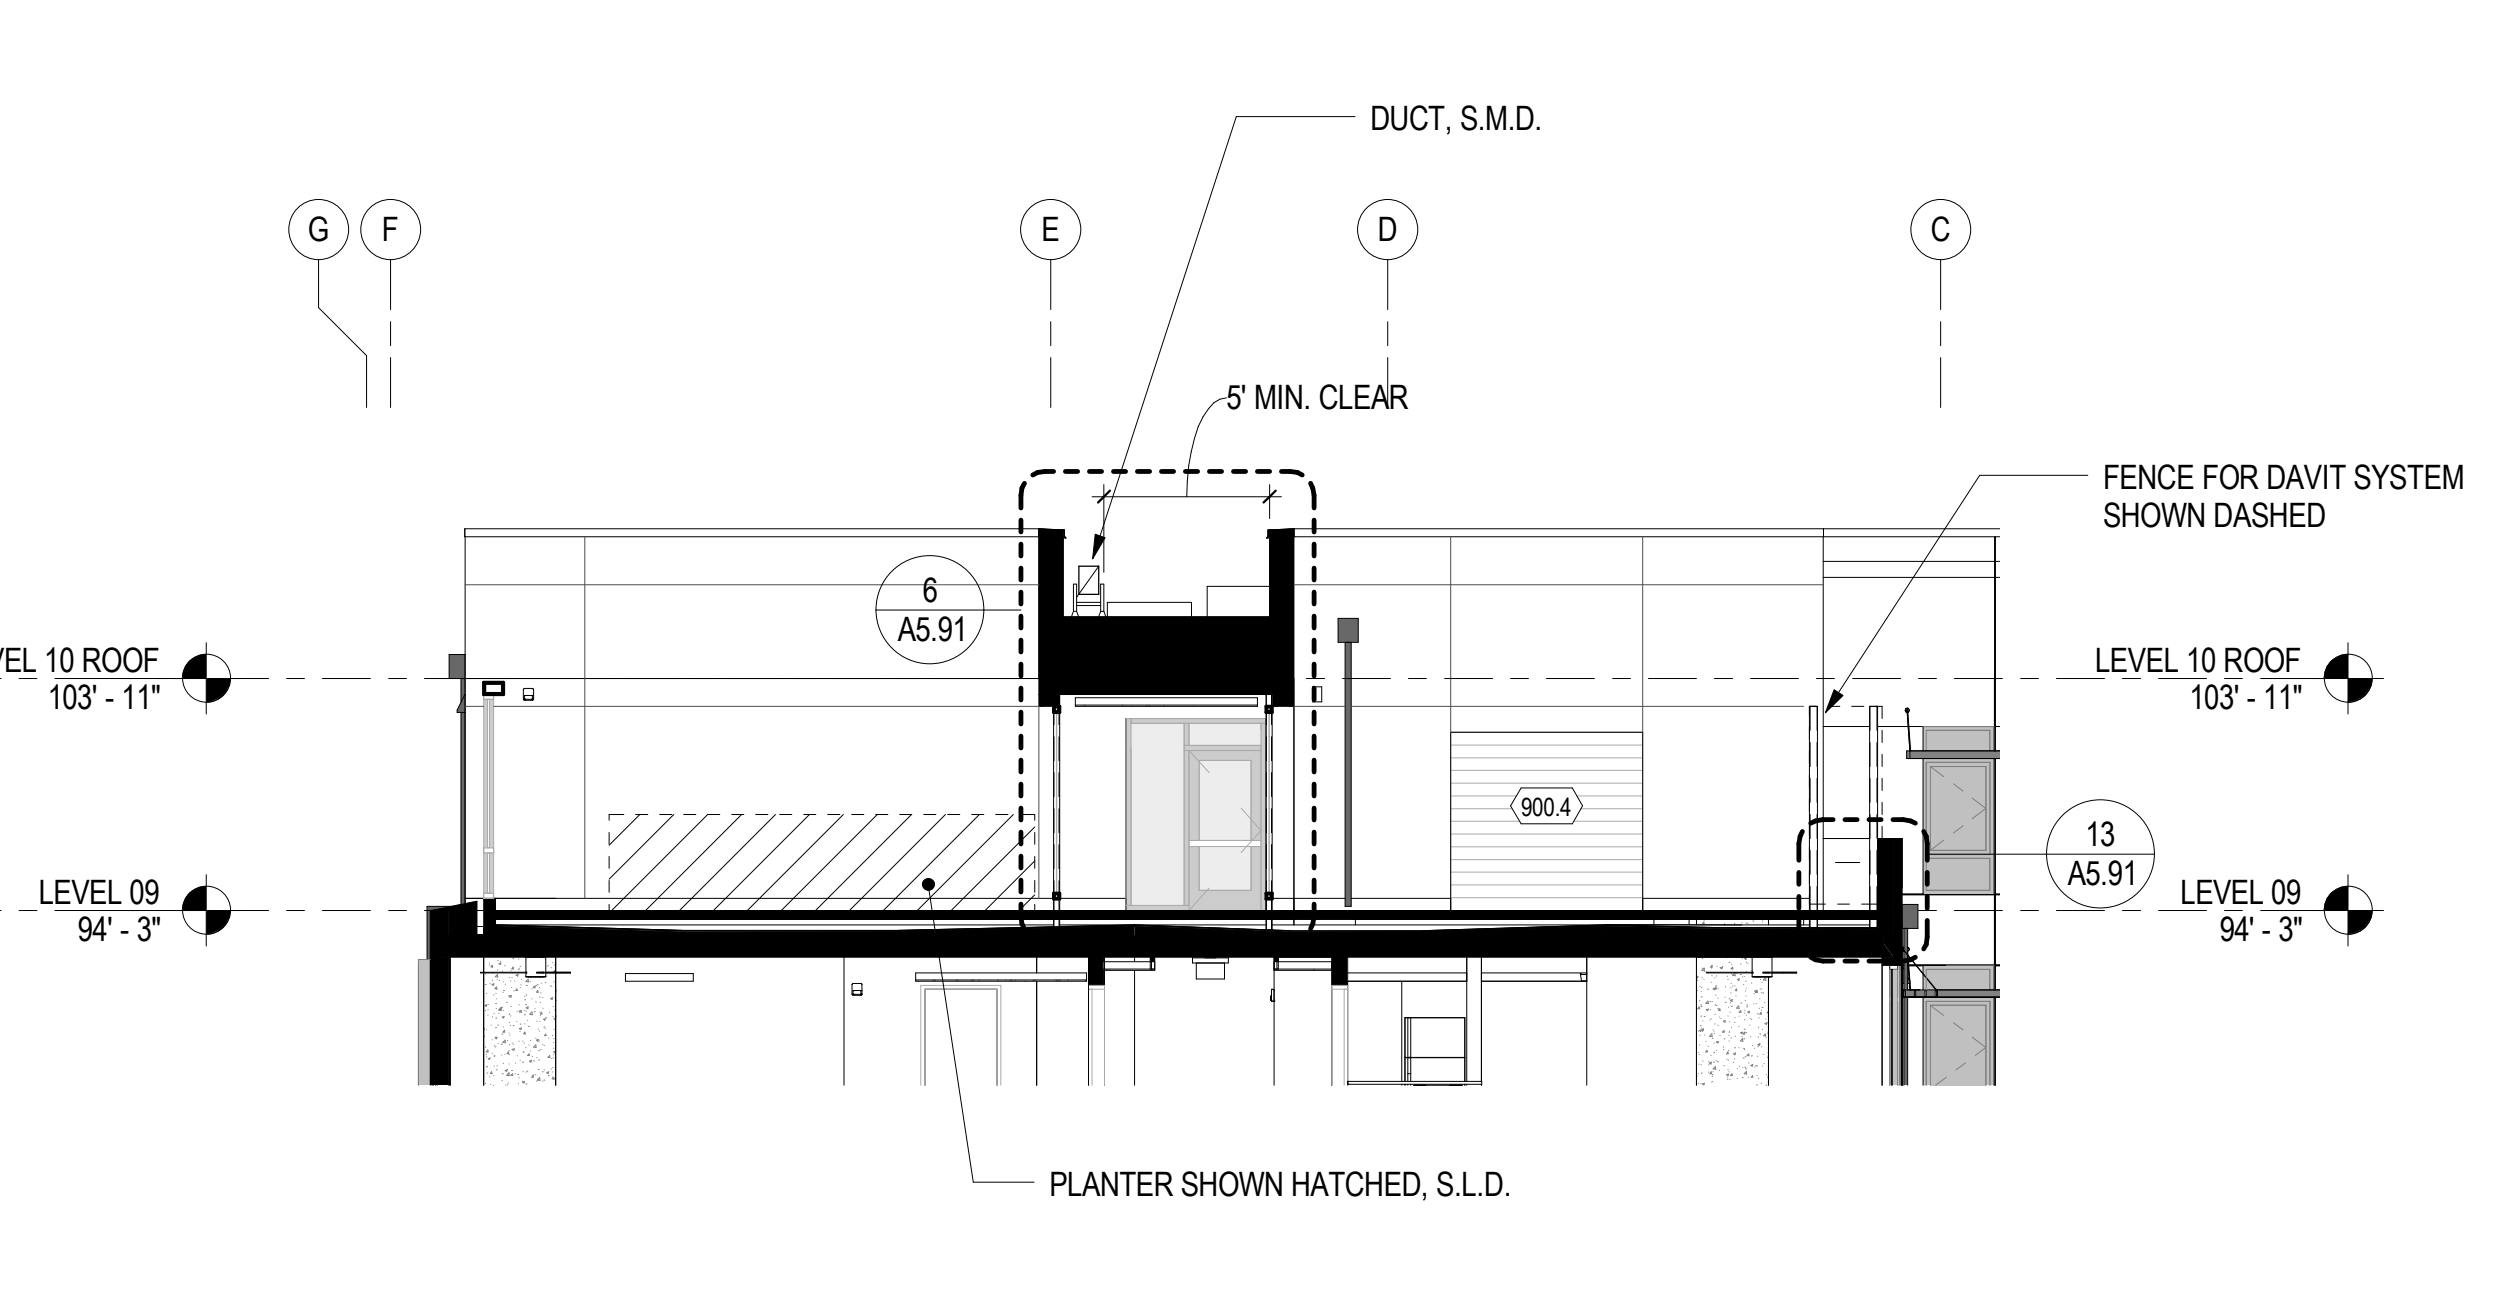 DUCT, S.M.D.
G
F
E
D
C
5' MIN. CLEAR
FENCE FOR DAVIT SYSTEM
SHOWN DASHED
6
A5.91
VEL 10 ROOF
103' - 11"
LEVEL 10 ROOF
103' - 11"
900.4
13
A5.91
LEVEL 09
94' - 3"
LEVEL 09
94' - 3"
PLANTER SHOWN HATCHED, S.L.D.